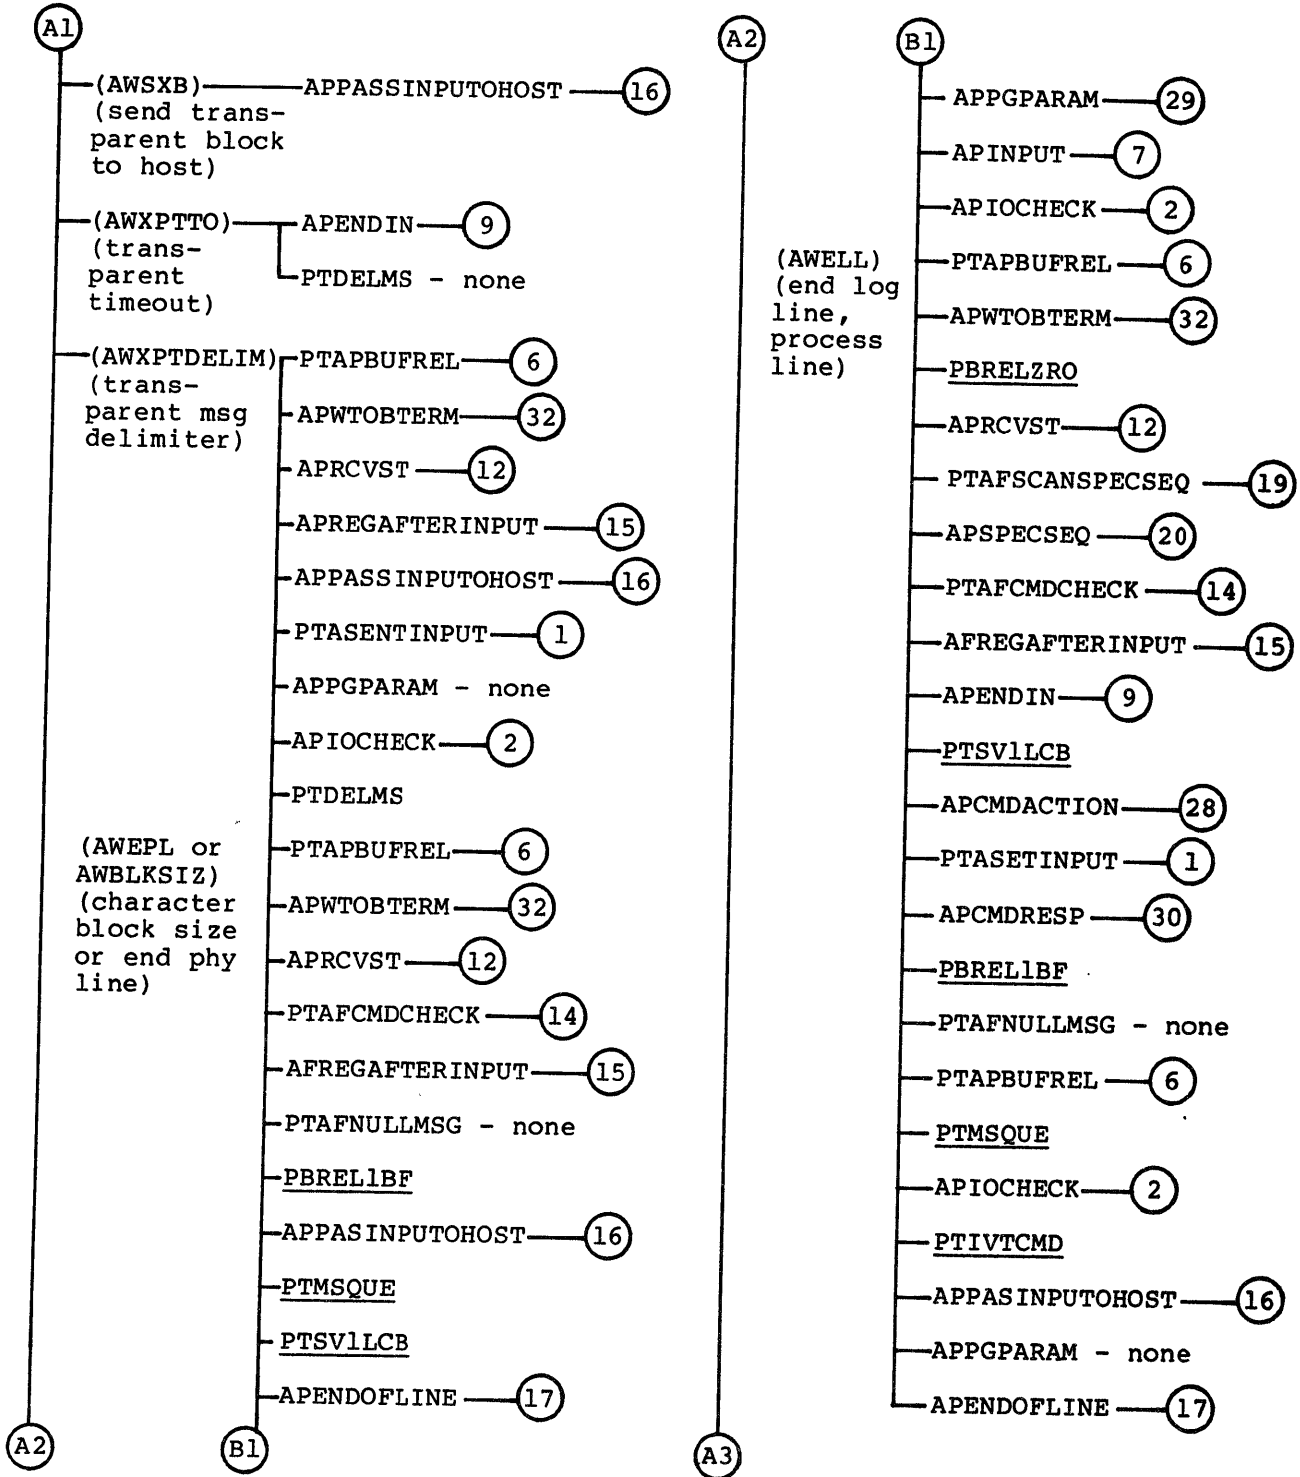 A1
(AWSXB) APPASSINPUTOHOST 16
(send trans-
parent block
to host)
(AWXPTTO) APENDIN 9
(trans-
parent
timeout)
PTDELMS - none
(AWXPTDELIM) PTAPBUFREL 6
(trans-
parent msg
delimiter)
APWTOBTERM 32
APRCVST 12
APREGAFTERINPUT 15
APPASSINPUTOHOST 16
PTASENTINPUT 1
APPGPARAM - none
APIOCHECK 2
PTDELMS
(AWEPL or
AWBLKSIZ)
(character
block size
or end phy
line)
PTAPBUFREL 6
APWTOBTERM 32
APRCVST 12
PTAFCMDCHECK 14
AFREGAFTERINPUT 15
PTAFNULLMSG - none
PBREL1BF
APPASINPUTOHOST 16
PTMSQUE
PTSV1LCB
APENDOFLINE 17
A2
B1
A2
(AWELL)
(end log
line,
process
line)
A3
B1
APPGPARAM 29
APINPUT 7
APIOCHECK 2
PTAPBUFREL 6
APWTOBTERM 32
PBRELZRO
APRCVST 12
PTAFSCANSPECSEQ 19
APSPECSEQ 20
PTAFCMDCHECK 14
AFREGAFTERINPUT 15
APENDIN 9
PTSV1LCB
APCMDACTION 28
PTASETINPUT 1
APCMDRESP 30
PBREL1BF
PTAFNULLMSG - none
PTAPBUFREL 6
PTMSQUE
APIOCHECK 2
PTIVTCMD
APPASINPUTOHOST 16
APPGPARAM - none
APENDOFLINE 17